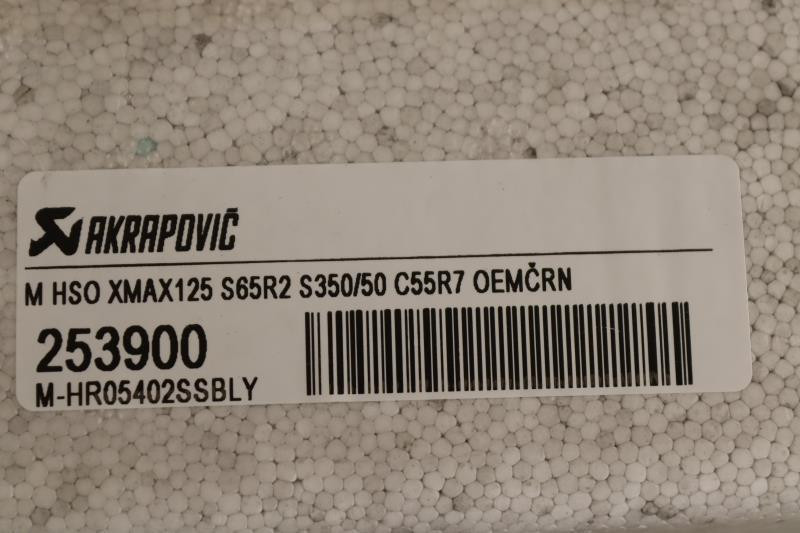 AKRAPOVIČ
M HSO XMAX125 S65R2 S350/50 C55R7 OEMČRN
253900
M-HR05402SSBLY